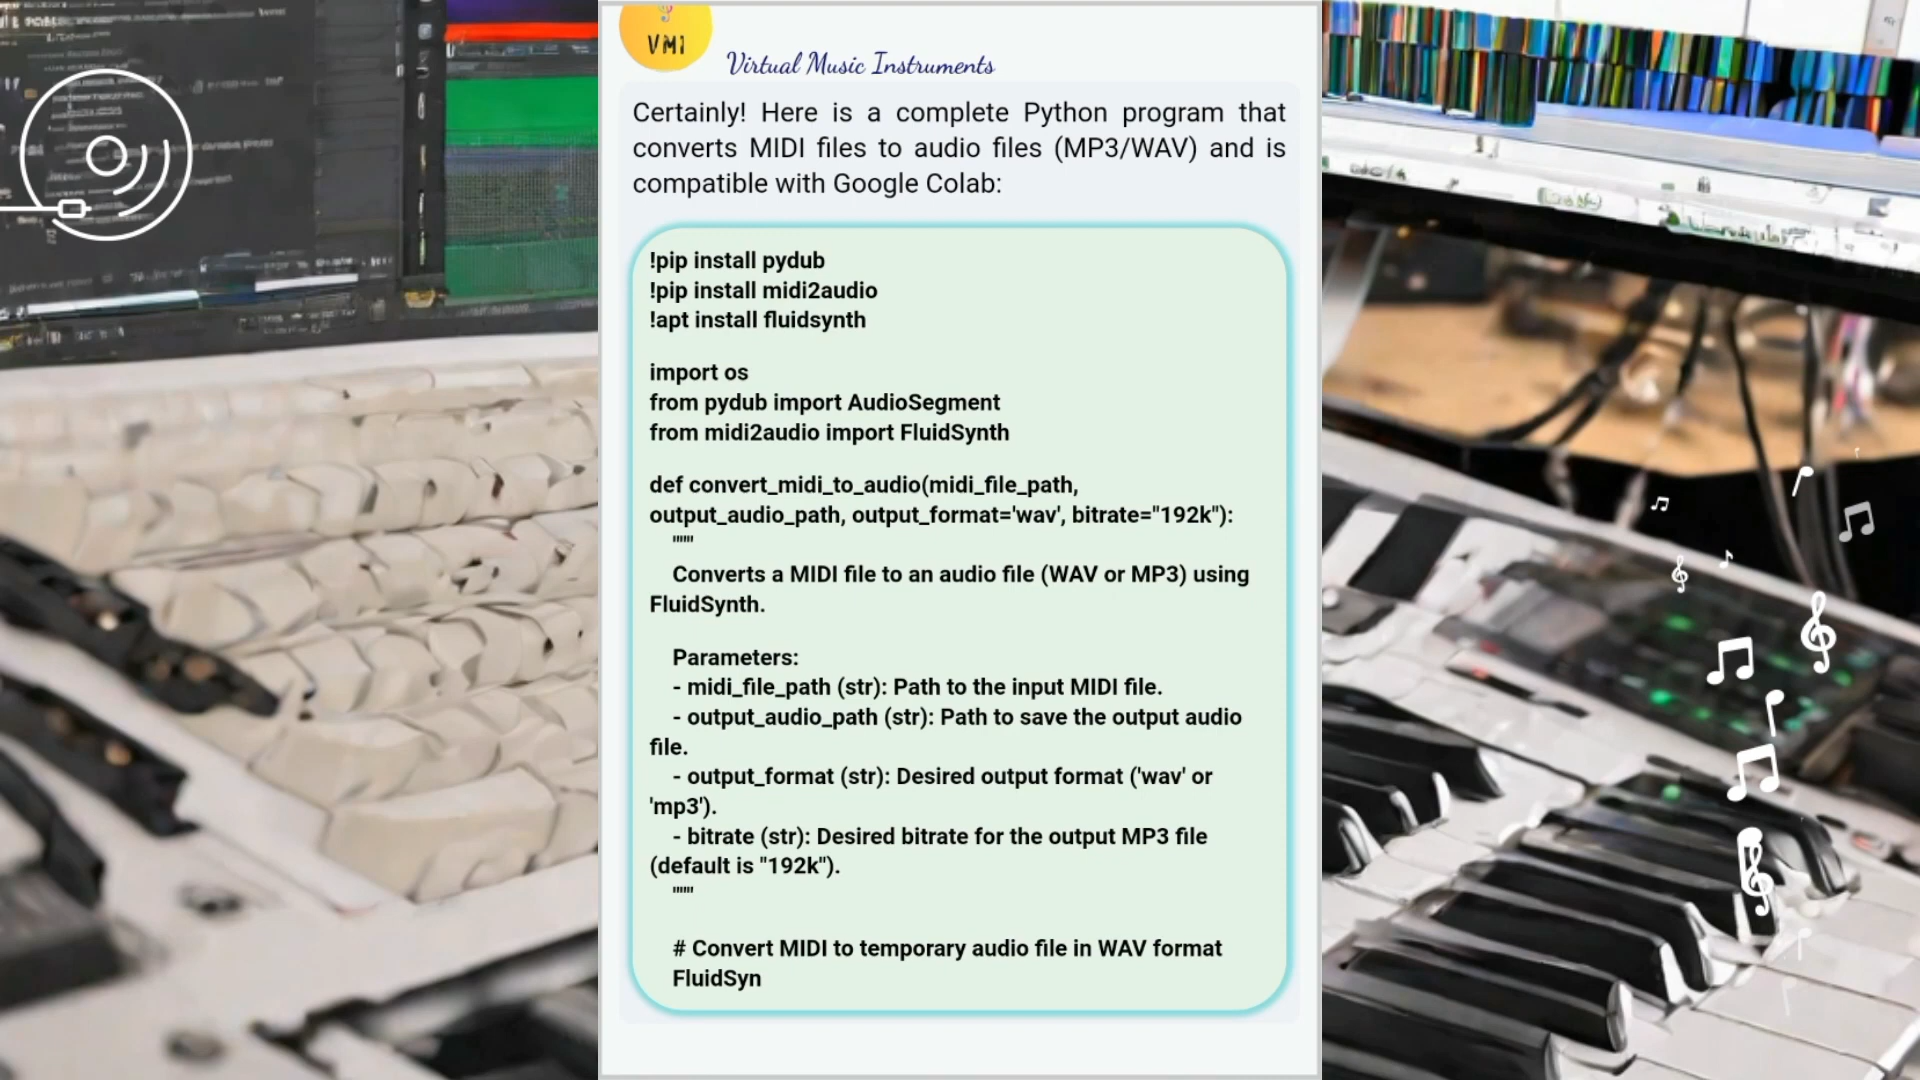 VMI
Virtual Music Instruments
Certainly! Here is a complete Python program that
converts MIDI files to audio files (MP3/WAV) and is
compatible with Google Colab:
!pip install pydub
!pip install midi2audio
!apt install fluidsynth
import os
from pydub import AudioSegment
from midi2audio import FluidSynth
def convert_midi_to_audio(midi_file_path,
output_audio_path, output_format='wav', bitrate="192k"):
"""
Converts a MIDI file to an audio file (WAV or MP3) using
FluidSynth.
Parameters:
- midi_file_path (str): Path to the input MIDI file.
- output_audio_path (str): Path to save the output audio
file.
- output_format (str): Desired output format ('wav' or
'mp3').
- bitrate (str): Desired bitrate for the output MP3 file
(default is "192k").
"""
# Convert MIDI to temporary audio file in WAV format
FluidSyn